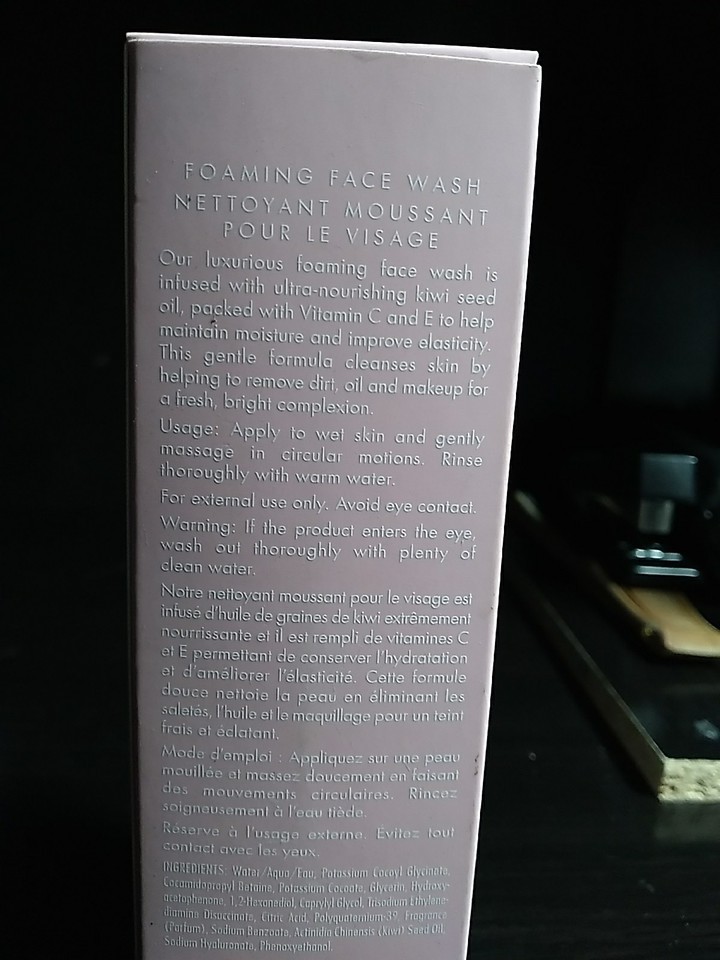 FOAMING FACE WASH
NETTOYANT MOUSSANT
POUR LE VISAGE
Our luxurious foaming face wash is
infused with ultra-nourishing kiwi seed
oil, packed with Vitamin C and E to help
maintain moisture and improve elasticity.
This gentle formula cleanses skin by
helping to remove dirt, oil and makeup for
a fresh, bright complexion.
Usage: Apply to wet skin and gently
massage in circular motions. Rinse
thoroughly with warm water.
For external use only. Avoid eye contact.
Warning: If the product enters the eye,
wash out thoroughly with plenty of
clean water.
Notre nettoyant moussant pour le visage est
infusé d'huile de graines de kiwi extrêmement
nourrissante et il est rempli de vitamines C
et E permettant de conserver l'hydratation
et d'améliorer l'élasticité. Cette formule
douce nettoie la peau en éliminant les
saletés, l'huile et le maquillage pour un teint
frais et éclatant.
Mode d'emploi : Appliquez sur une peau
mouillée et massez doucement en faisant
des mouvements circulaires. Rincez
soigneusement à l'eau tiède.
Réserve à l'usage externe. Évitez tout
contact avec les yeux.
INGREDIENTS: Water/Aqua/Eau, Potassium Cocoyl Glycinate,
Cocamidopropyl Betaine, Potassium Cocoate, Glycerin, Hydroxy-
acetophenone, 1,2-Hexanediol, Caprylyl Glycol, Trisodium Ethylene-
diamine Disuccinate, Citric Acid, Polyquaternium-39, Fragrance
(Parfum), Sodium Benzoate, Actinidia Chinensis (Kiwi) Seed Oil,
Sodium Hyaluronate, Phenoxyethanol.